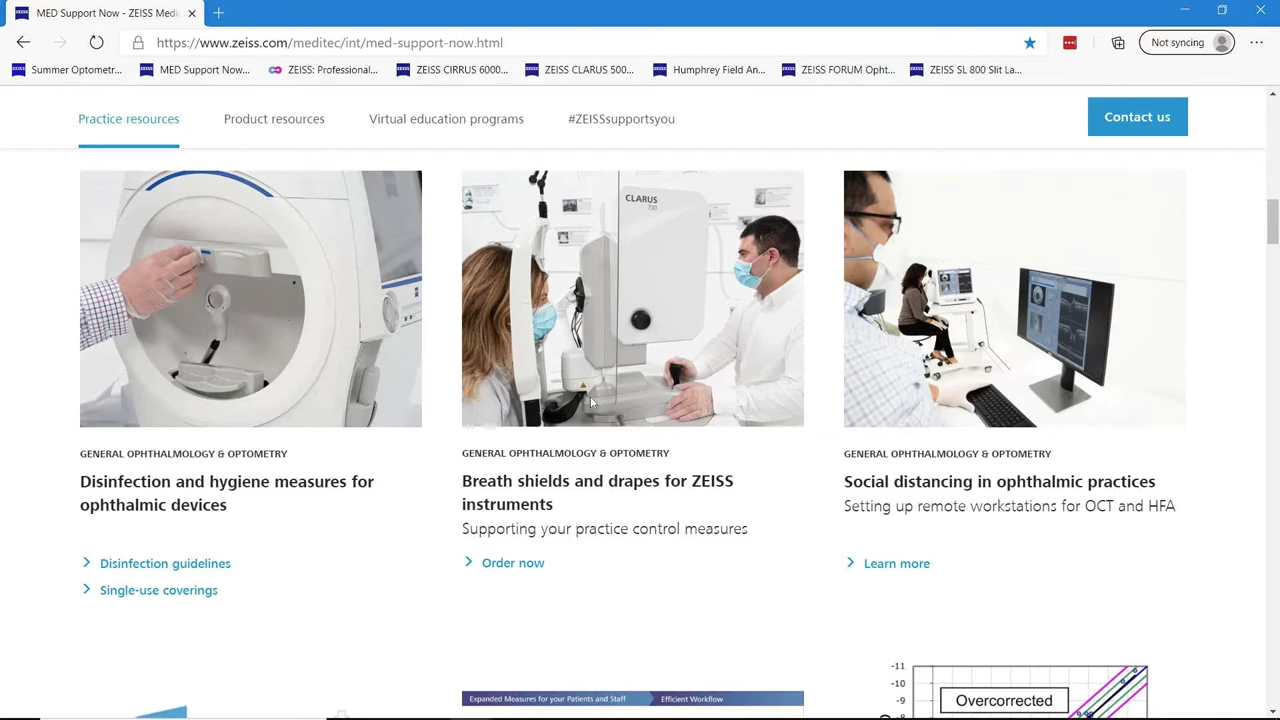 MED Support Now - ZEISS Medi
https://www.zeiss.com/meditec/int/med-support-now.html
Not syncing
Summer Optometr...
MED Support Now...
ZEISS: Professional...
ZEISS CIRRUS 6000...
ZEISS CLARUS 500...
Humphrey Field An...
ZEISS FORUM Opht...
ZEISS SL 800 Slit La...
Practice resources
Product resources
Virtual education programs
#ZEISSsupportsyou
Contact us
CLARUS
700
GENERAL OPHTHALMOLOGY & OPTOMETRY
Disinfection and hygiene measures for
ophthalmic devices
Disinfection guidelines
Single-use coverings
GENERAL OPHTHALMOLOGY & OPTOMETRY
Breath shields and drapes for ZEISS
instruments
Supporting your practice control measures
Order now
GENERAL OPHTHALMOLOGY & OPTOMETRY
Social distancing in ophthalmic practices
Setting up remote workstations for OCT and HFA
Learn more
Expanded Measures for your Patients and Staff
Efficient Workflow
-11
-10
-9
Overcorrected